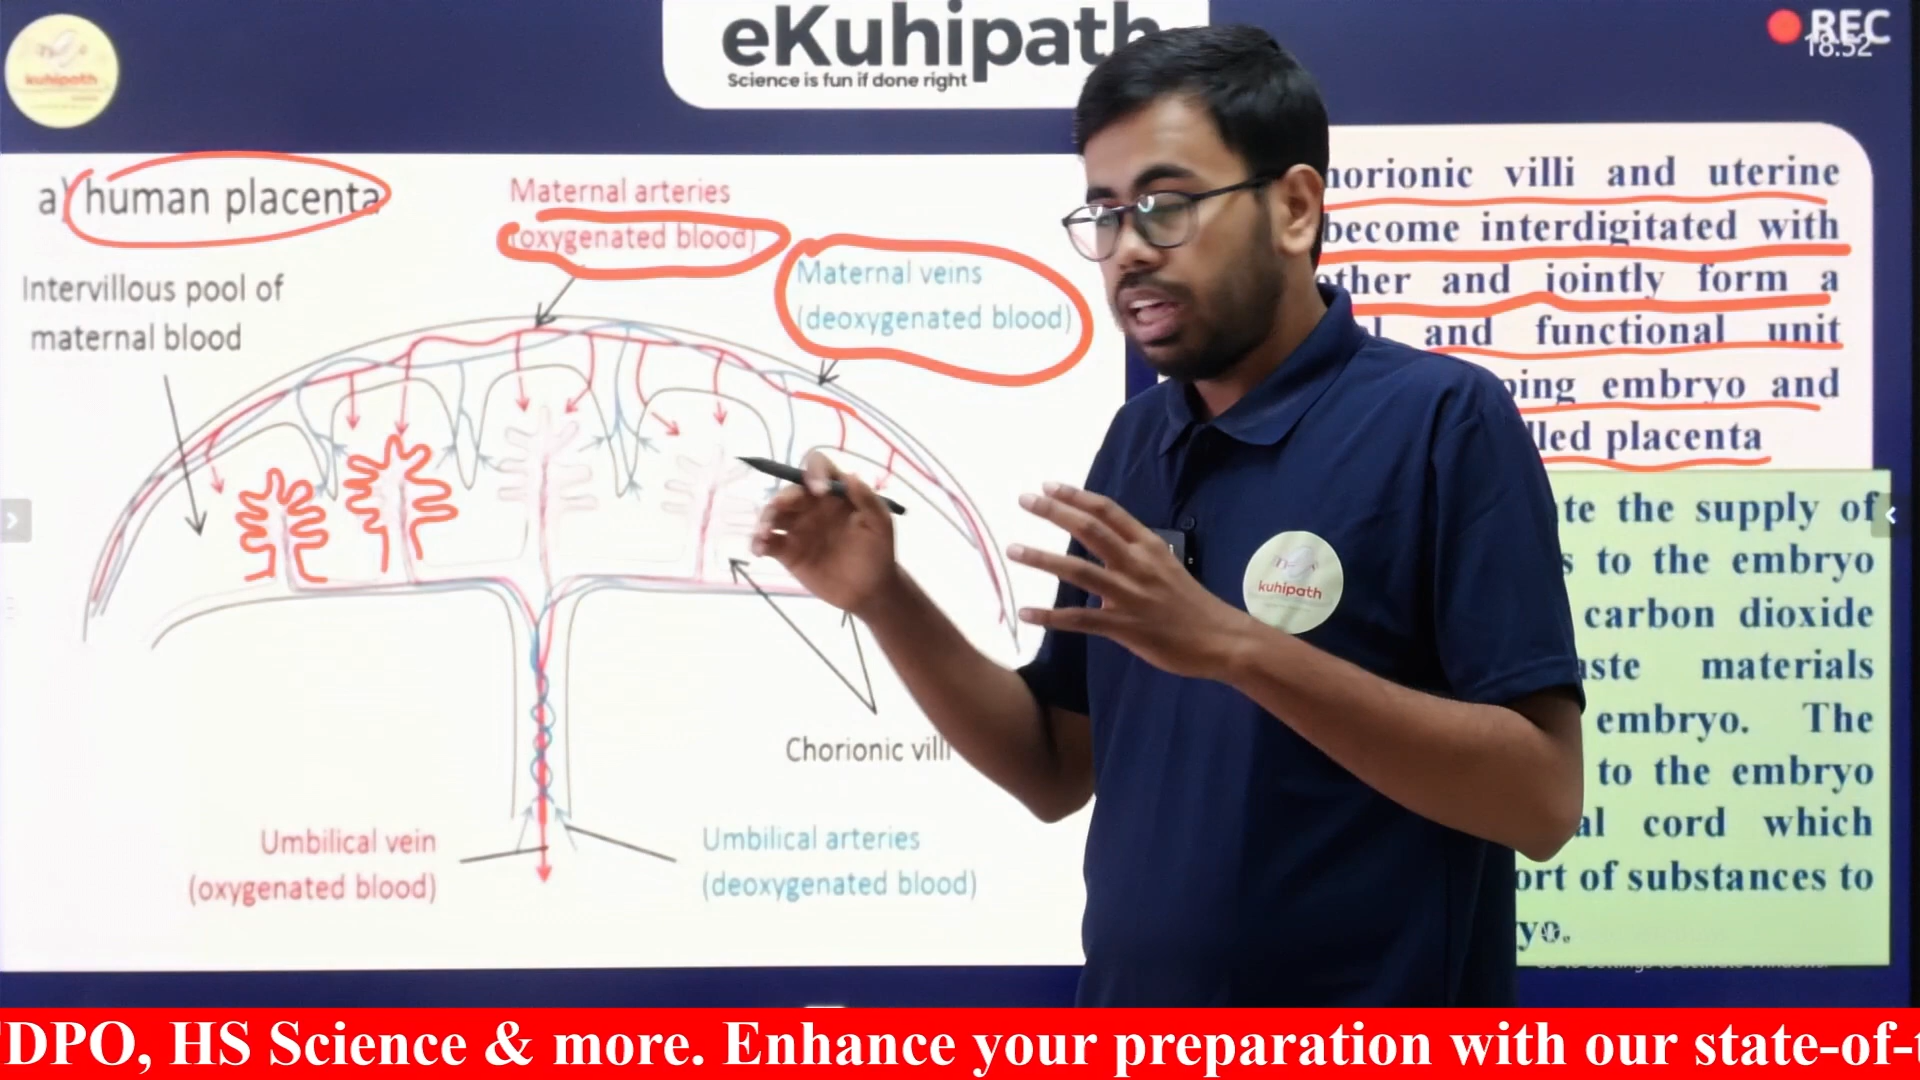 eKuhipath
Science is fun if done right
REC
18:52
kuhipath
a) human placenta
Maternal arteries
(oxygenated blood)
Maternal veins
(deoxygenated blood)
Intervillous pool of
maternal blood
Chorionic villi
Umbilical vein
(oxygenated blood)
Umbilical arteries
(deoxygenated blood)
horionic villi and uterine
become interdigitated with
other and jointly form a
and functional unit
ping embryo and
lled placenta
te the supply of
s to the embryo
carbon dioxide
aste materials
embryo. The
to the embryo
al cord which
ort of substances to
yo.
kuhipath
DPO, HS Science & more. Enhance your preparation with our state-of-